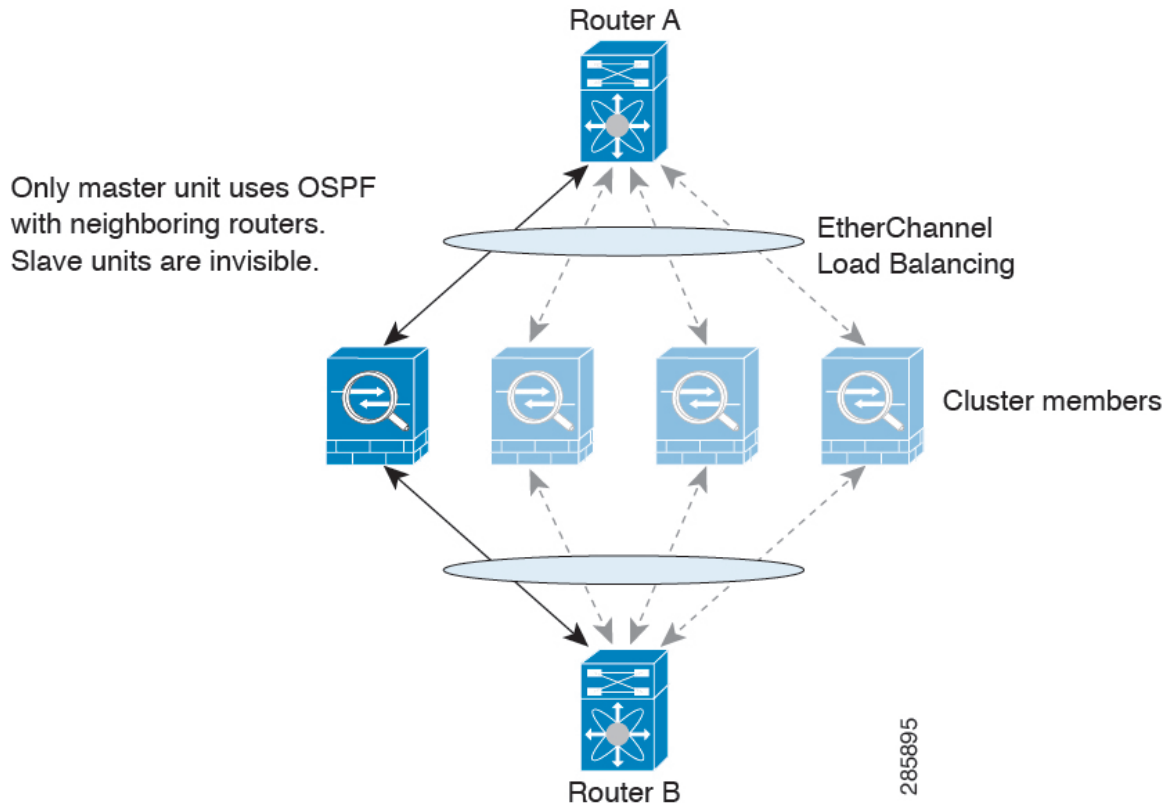 Router A
Only master unit uses OSPF
with neighboring routers.
Slave units are invisible.
EtherChannel
Load Balancing
Cluster members
Router B
285895